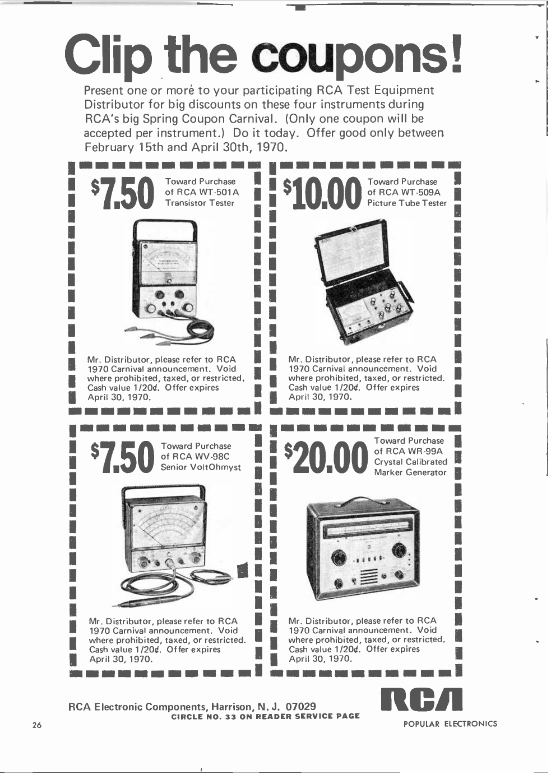 Clip the coupons!
Present one or more to your participating RCA Test Equipment
Distributor for big discounts on these four instruments during
RCA's big Spring Coupon Carnival. (Only one coupon will be
accepted per instrument.) Do it today. Offer good only between
February 15th and April 30th, 1970.
$7.50
Toward Purchase
of RCA WT-501A
Transistor Tester
Mr. Distributor, please refer to RCA
1970 Carnival announcement. Void
where prohibited, taxed, or restricted.
Cash value 1/20¢. Offer expires
April 30, 1970.
$10.00
Toward Purchase
of RCA WT-509A
Picture Tube Tester
Mr. Distributor, please refer to RCA
1970 Carnival announcement. Void
where prohibited, taxed, or restricted.
Cash value 1/20¢. Offer expires
April 30, 1970.
$7.50
Toward Purchase
of RCA WV-98C
Senior VoltOhmyst
Mr. Distributor, please refer to RCA
1970 Carnival announcement. Void
where prohibited, taxed, or restricted.
Cash value 1/20¢. Offer expires
April 30, 1970.
$20.00
Toward Purchase
of RCA WR-99A
Crystal Calibrated
Marker Generator
Mr. Distributor, please refer to RCA
1970 Carnival announcement. Void
where prohibited, taxed, or restricted.
Cash value 1/20¢. Offer expires
April 30, 1970.
RCA Electronic Components, Harrison, N. J. 07029
CIRCLE NO. 33 ON READER SERVICE PAGE
RCA
26
POPULAR ELECTRONICS